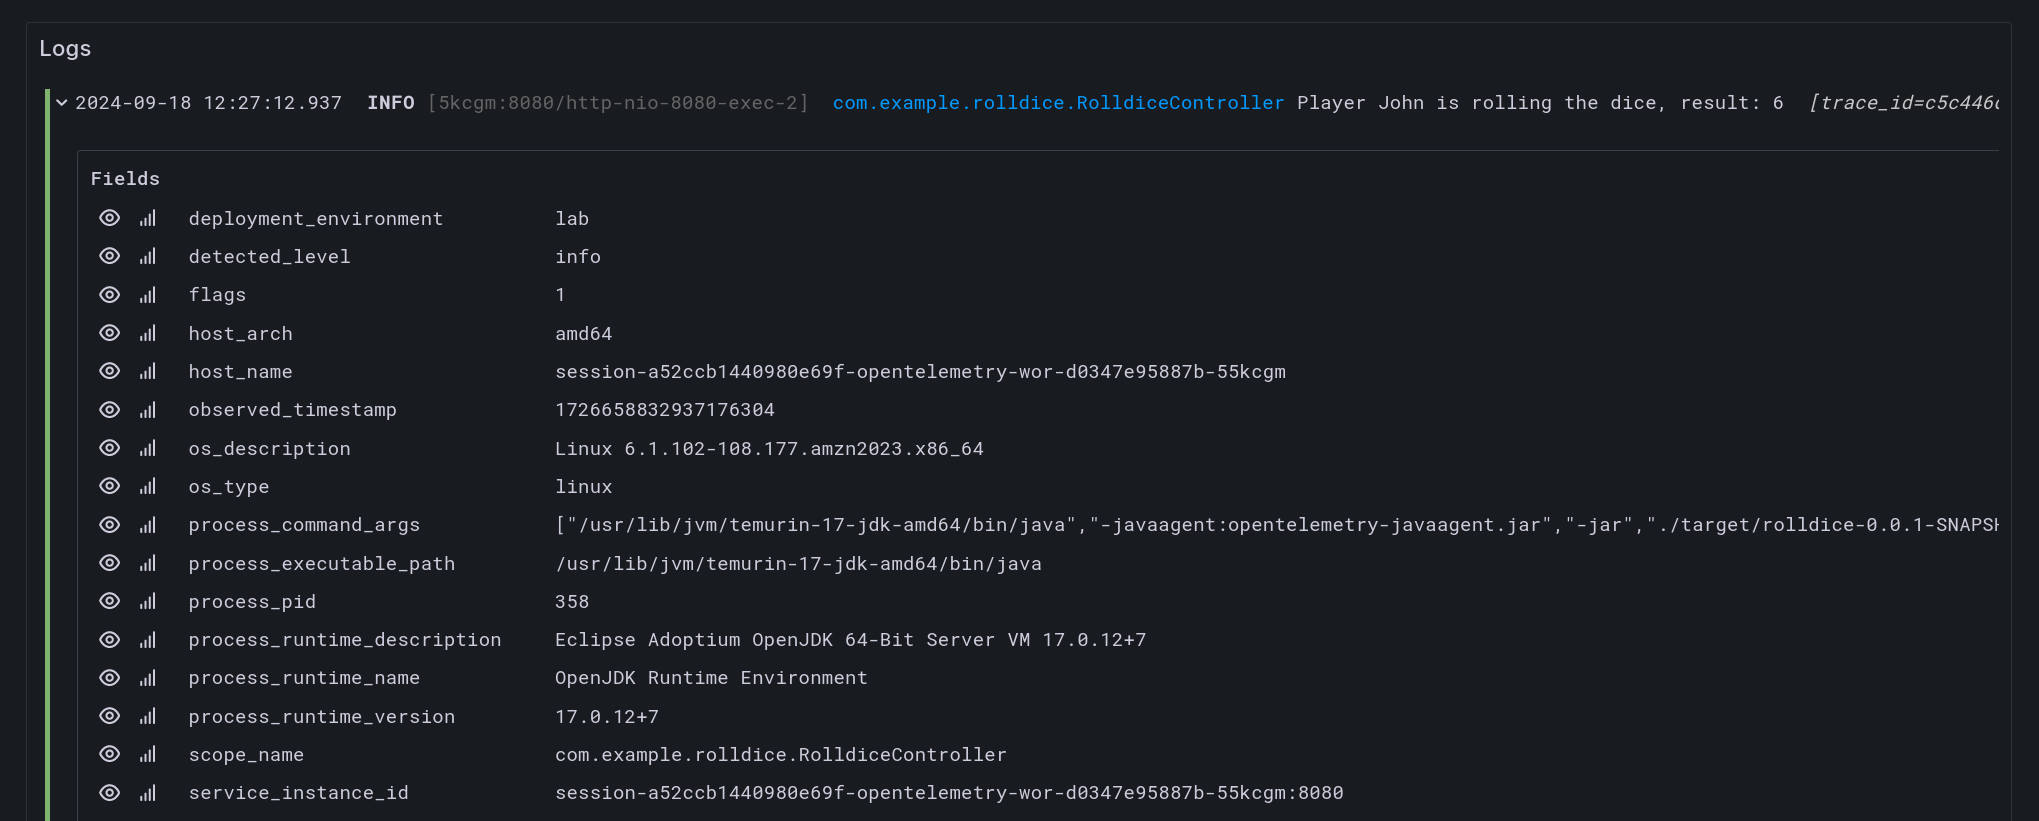 Logs
2024-09-18 12:27:12.937 INFO [5kcgm:8080/http-nio-8080-exec-2] com.example.rolldice.RolldiceController Player John is rolling the dice, result: 6 [trace_id=c5c446
Fields
deployment_environment lab
detected_level info
flags 1
host_arch amd64
host_name session-a52ccb1440980e69f-opentelemetry-wor-d0347e95887b-55kcgm
observed_timestamp 1726658832937176304
os_description Linux 6.1.102-108.177.amzn2023.x86_64
os_type linux
process_command_args ["/usr/lib/jvm/temurin-17-jdk-amd64/bin/java","-javaagent:opentelemetry-javaagent.jar","-jar","./target/rolldice-0.0.1-SNAPSH
process_executable_path /usr/lib/jvm/temurin-17-jdk-amd64/bin/java
process_pid 358
process_runtime_description Eclipse Adoptium OpenJDK 64-Bit Server VM 17.0.12+7
process_runtime_name OpenJDK Runtime Environment
process_runtime_version 17.0.12+7
scope_name com.example.rolldice.RolldiceController
service_instance_id session-a52ccb1440980e69f-opentelemetry-wor-d0347e95887b-55kcgm:8080